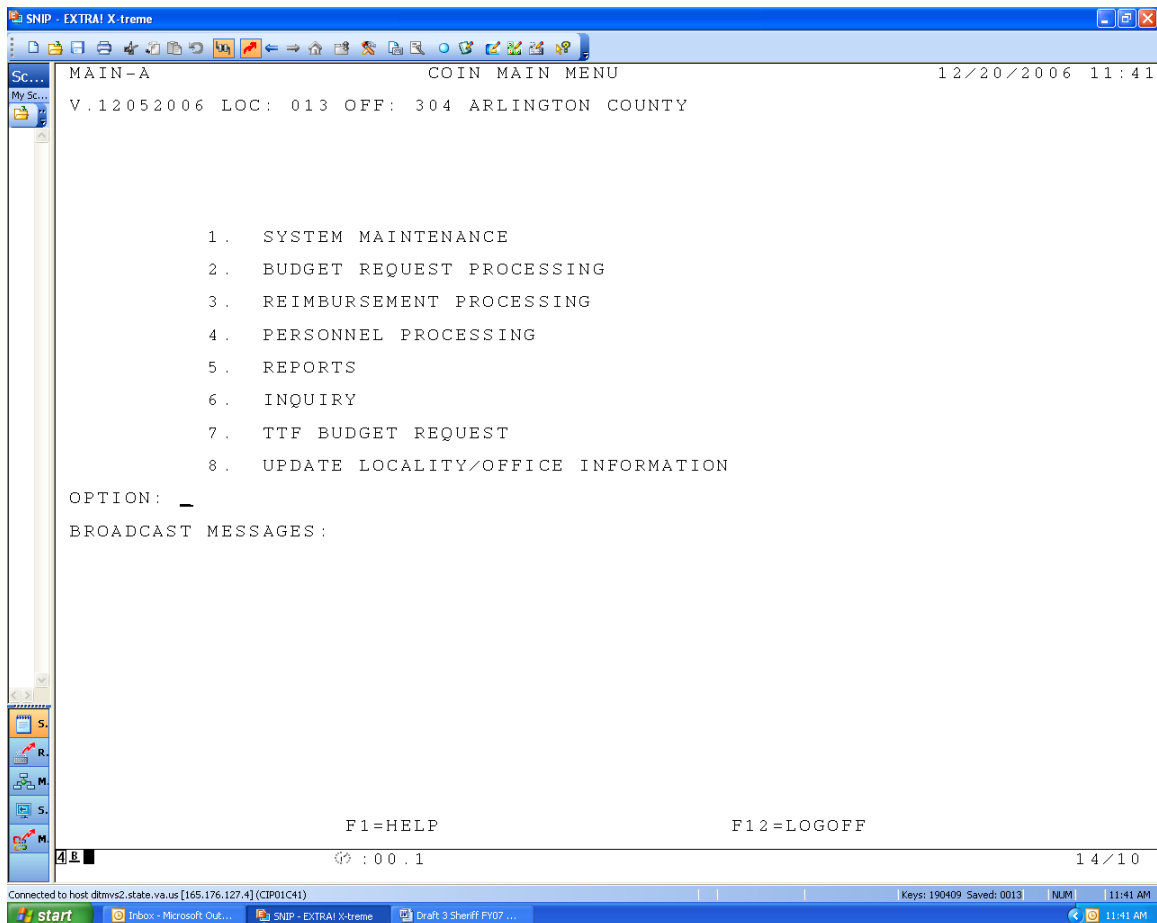 SNIP - EXTRA! X-treme
Sc...
My Sc...
MAIN-A COIN MAIN MENU 12/20/2006 11:41
V.12052006 LOC: 013 OFF: 304 ARLINGTON COUNTY
1. SYSTEM MAINTENANCE
2. BUDGET REQUEST PROCESSING
3. REIMBURSEMENT PROCESSING
4. PERSONNEL PROCESSING
5. REPORTS
6. INQUIRY
7. TTF BUDGET REQUEST
8. UPDATE LOCALITY/OFFICE INFORMATION
OPTION: _
BROADCAST MESSAGES:
S.
R.
M.
S.
M.
F1=HELP F12=LOGOFF
4 B :00.1 14/10
Connected to host ditmvs2.state.va.us [165.176.127.4] (CIP01C41) Keys: 190409 Saved: 0013 NUM 11:41 AM
start Inbox - Microsoft Out... SNIP - EXTRA! X-treme Draft 3 Sheriff FY07 ... 11:41 AM